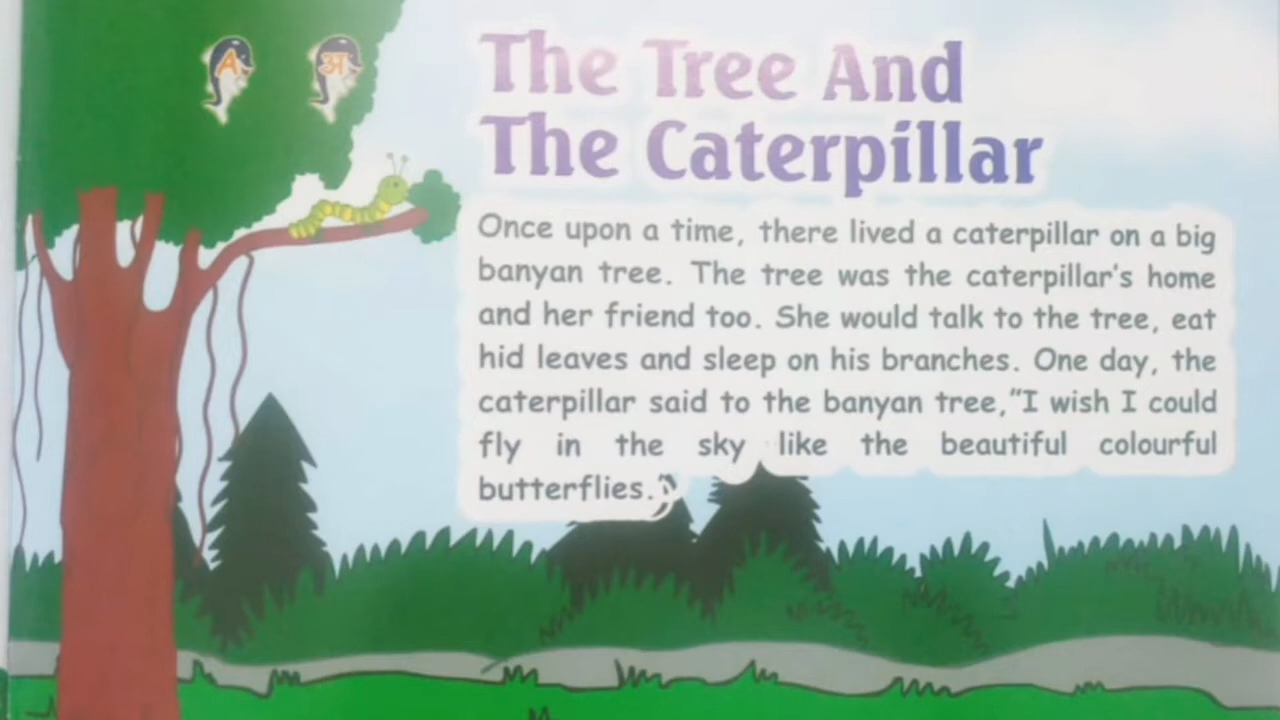 A अ
The Tree And
The Caterpillar
Once upon a time, there lived a caterpillar on a big
banyan tree. The tree was the caterpillar's home
and her friend too. She would talk to the tree, eat
hid leaves and sleep on his branches. One day, the
caterpillar said to the banyan tree,"I wish I could
fly in the sky like the beautiful colourful
butterflies."